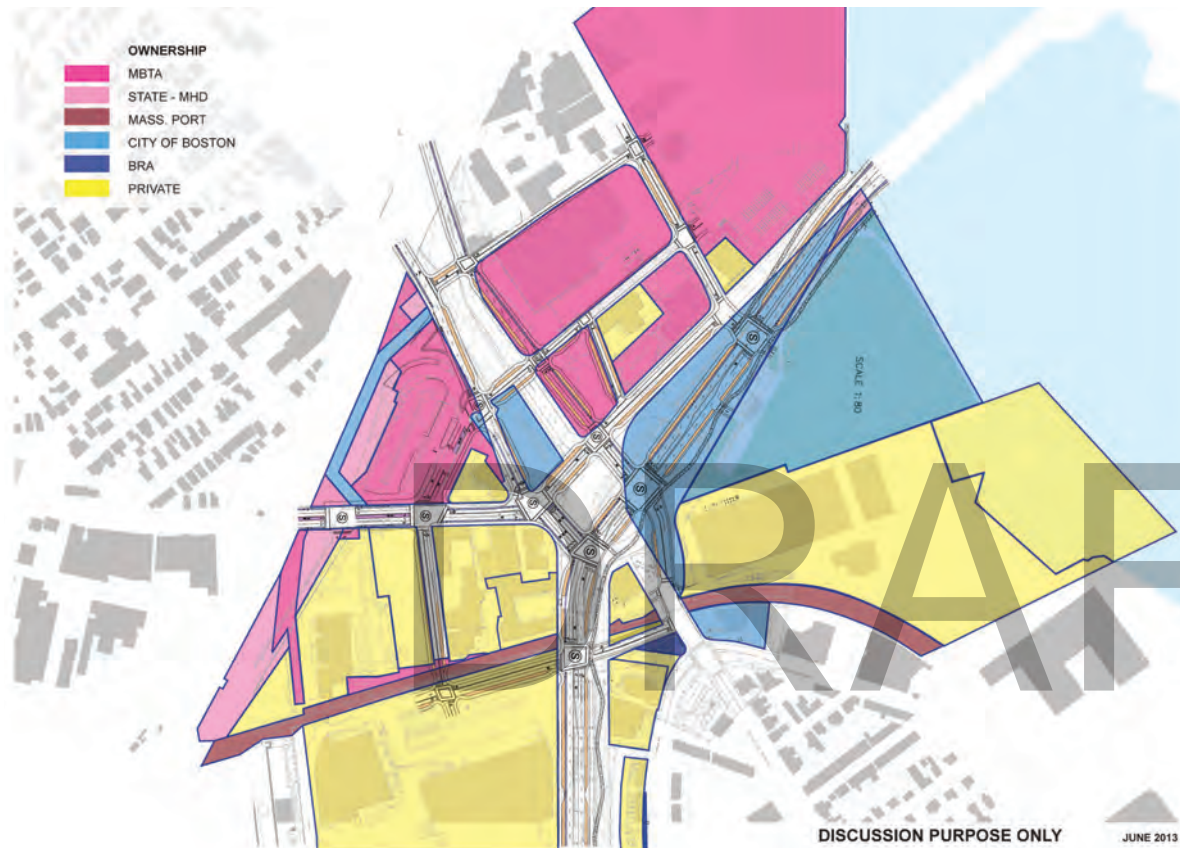 OWNERSHIP
MBTA
STATE - MHD
MASS. PORT
CITY OF BOSTON
BRA
PRIVATE
SCALE 1:80
S
S
S
S
S
S
S
DRAF
DISCUSSION PURPOSE ONLY
JUNE 2013